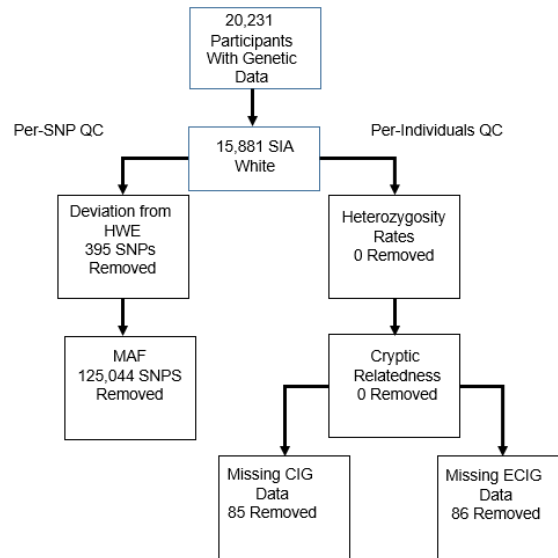 20,231
Participants
With Genetic
Data
Per-SNP QC
Per-Individuals QC
15,881 SIA
White
Deviation from
HWE
395 SNPs
Removed
Heterozygosity
Rates
0 Removed
MAF
125,044 SNPS
Removed
Cryptic
Relatedness
0 Removed
Missing CIG
Data
85 Removed
Missing ECIG
Data
86 Removed